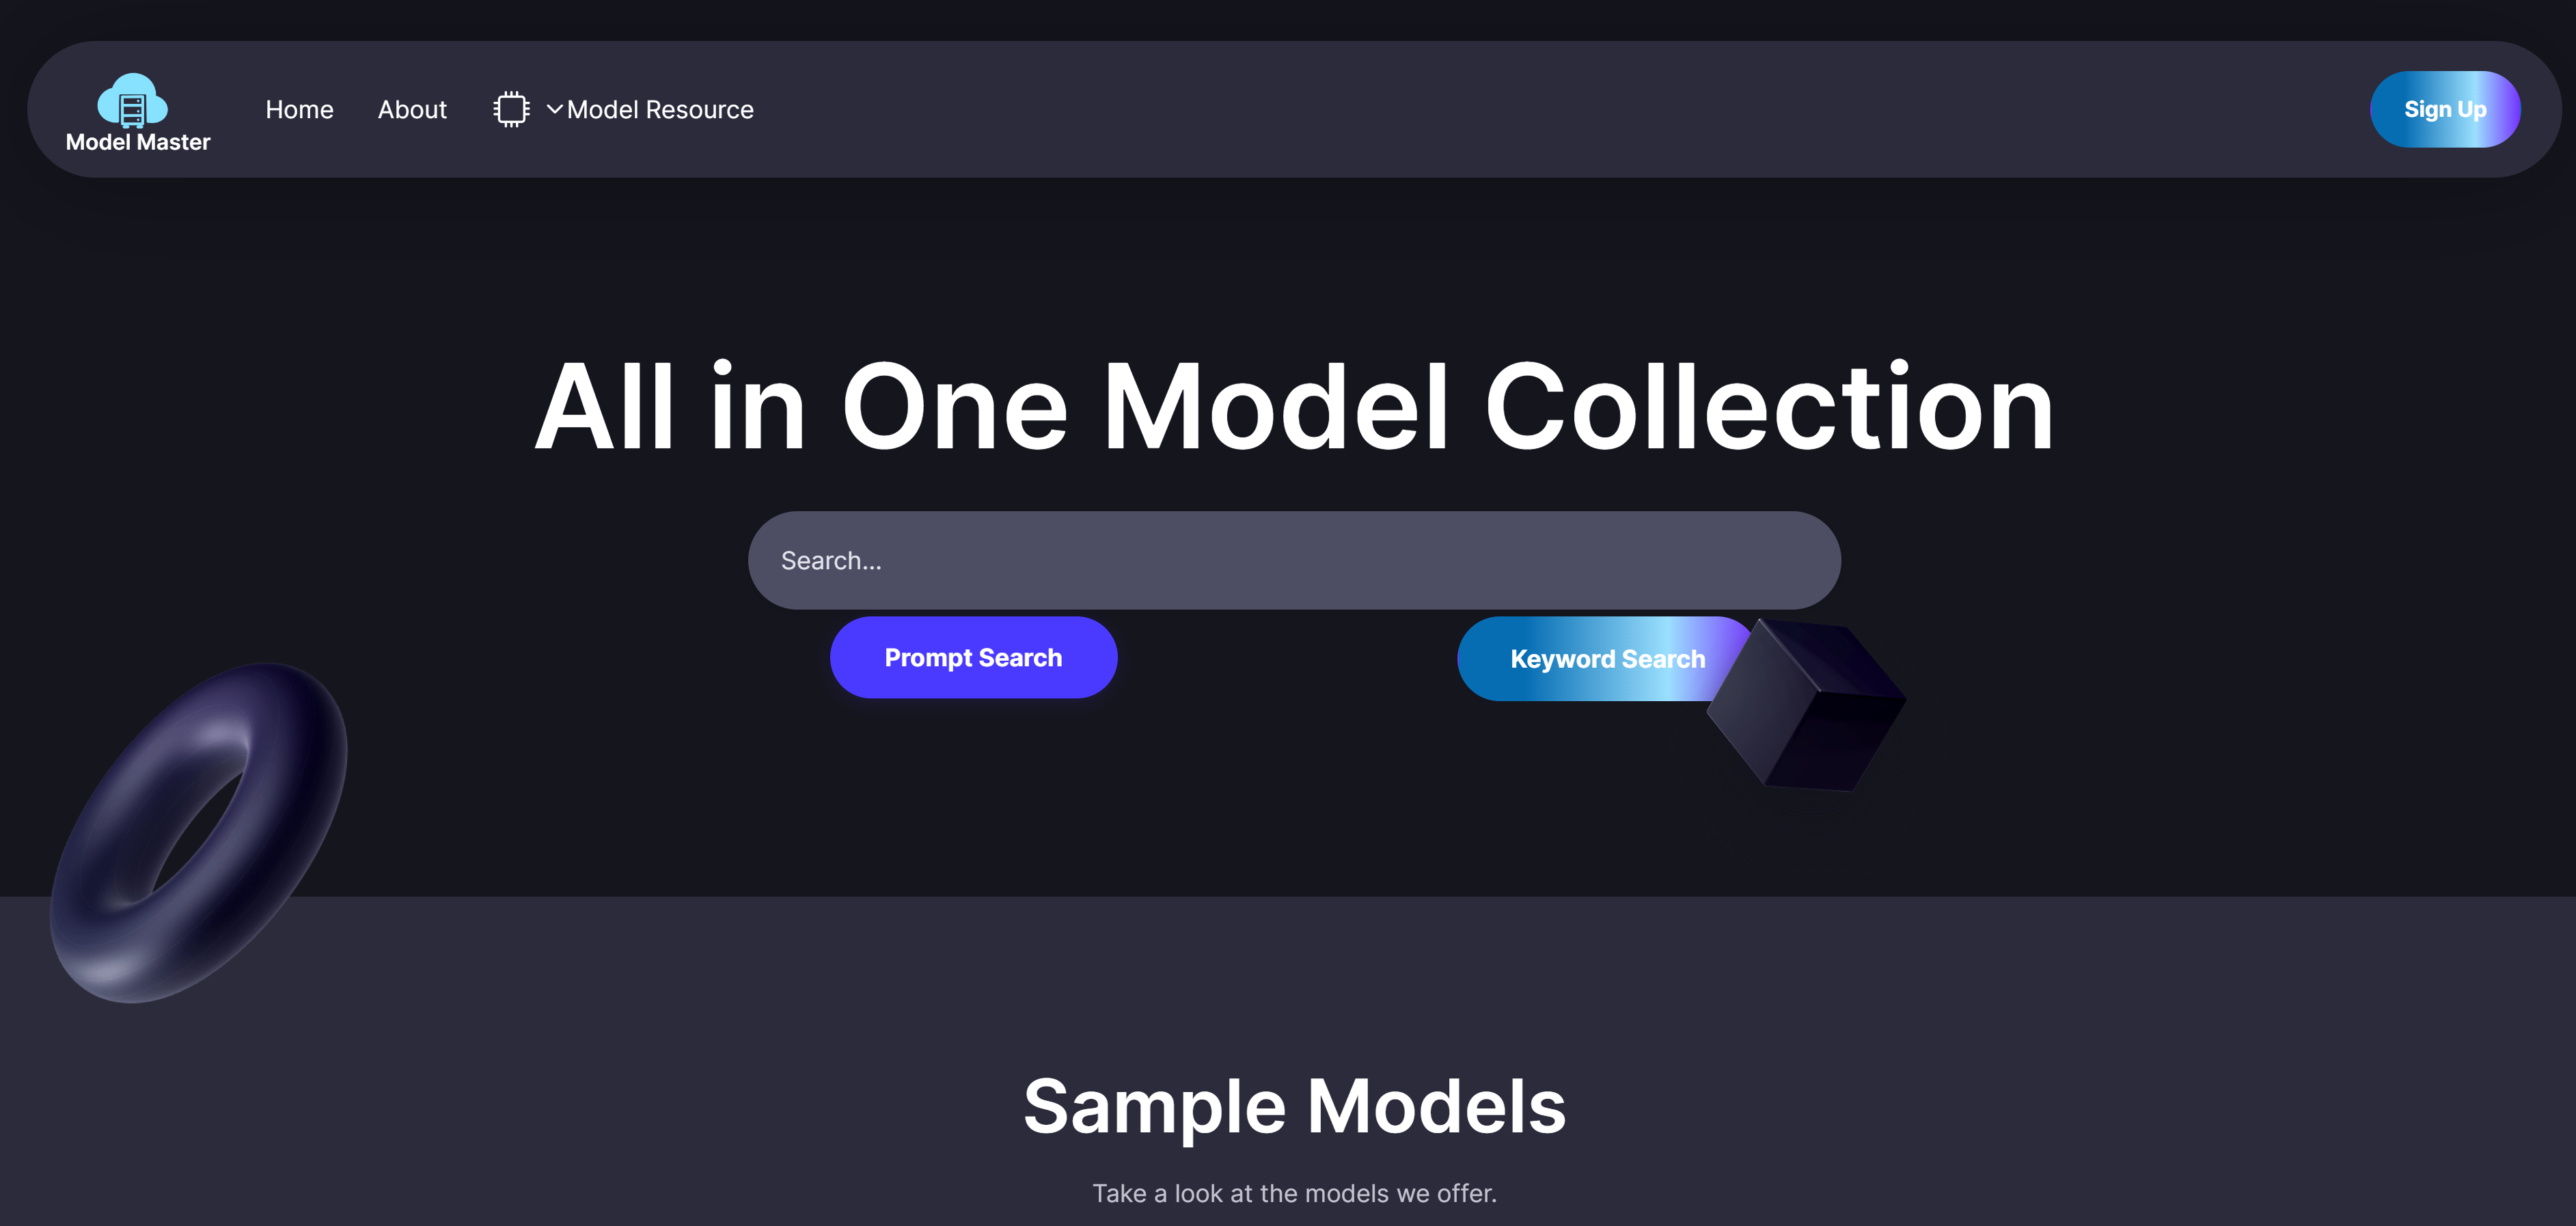 Model Master
Home About Model Resource
Sign Up
All in One Model Collection
Search...
Prompt Search Keyword Search
Sample Models
Take a look at the models we offer.